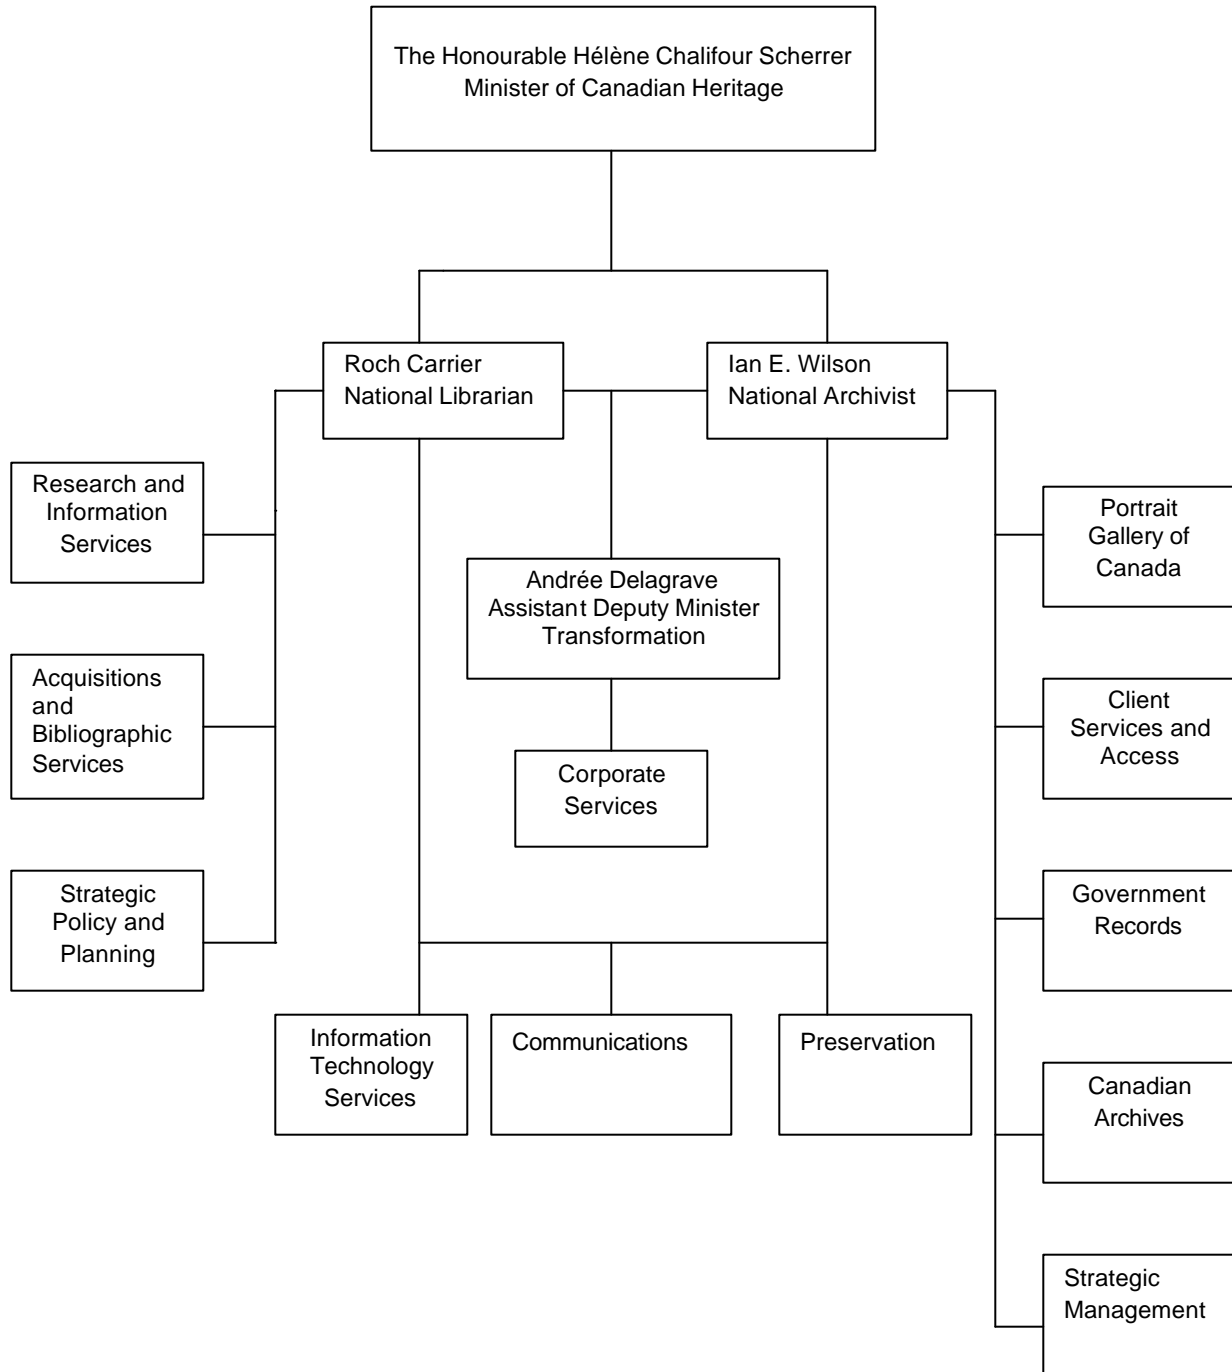 The Honourable Hélène Chalifour Scherrer
Minister of Canadian Heritage
Roch Carrier
National Librarian
Ian E. Wilson
National Archivist
Research and
Information
Services
Portrait
Gallery of
Canada
Andrée Delagrave
Assistant Deputy Minister
Transformation
Acquisitions
and
Bibliographic
Services
Client
Services and
Access
Corporate
Services
Strategic
Policy and
Planning
Government
Records
Information
Technology
Services
Communications
Preservation
Canadian
Archives
Strategic
Management